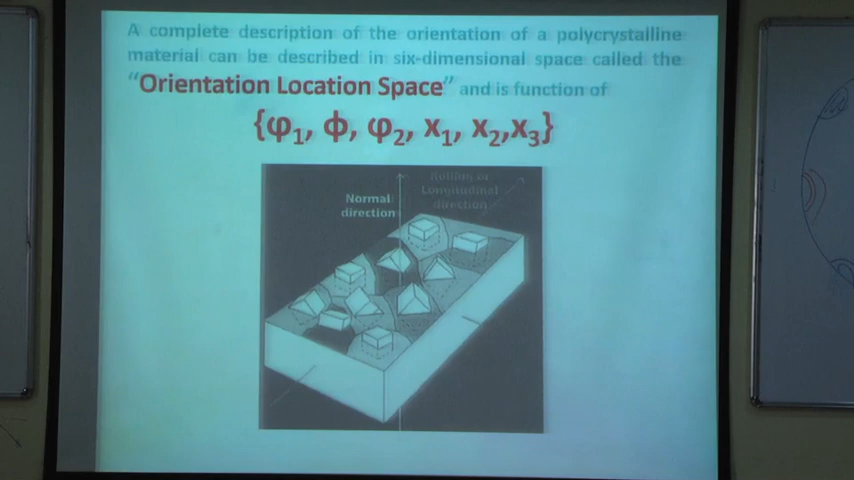 A complete description of the orientation of a polycrystalline
material can be described in six-dimensional space called the
“Orientation Location Space” and is function of
{φ₁, ϕ, φ₂, x₁, x₂,x₃}
Rolling or
Longitudinal
direction
Normal
direction